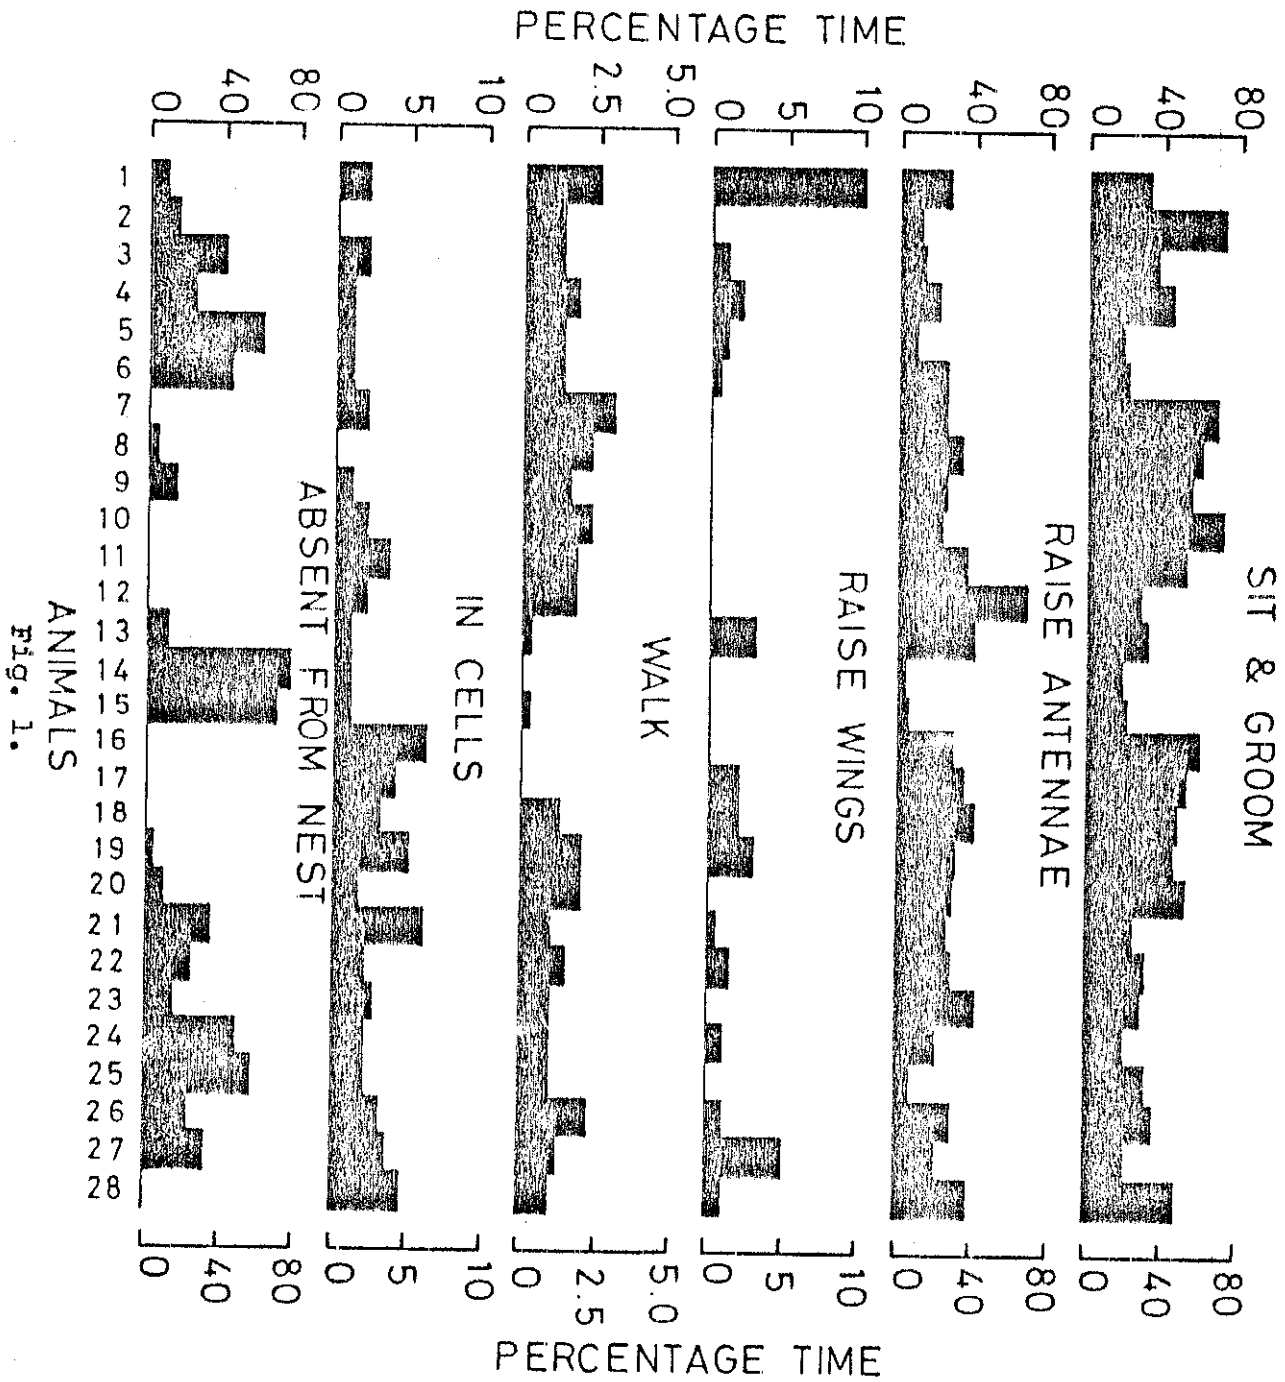 PERCENTAGE TIME
80 40 0
80 40 0
10 5 0
5.0 2.5 0
10 5 0
80 40 0
SIT & GROOM
RAISE ANTENNAE
RAISE WINGS
WALK
IN CELLS
ABSENT FROM NEST
1
2
3
4
5
6
7
8
9
10
11
12
13
14
15
16
17
18
19
20
21
22
23
24
25
26
27
28
ANIMALS
80 40 0
80 40 0
10 5 0
5.0 2.5 0
10 5 0
80 40 0
PERCENTAGE TIME
Fig. 1.